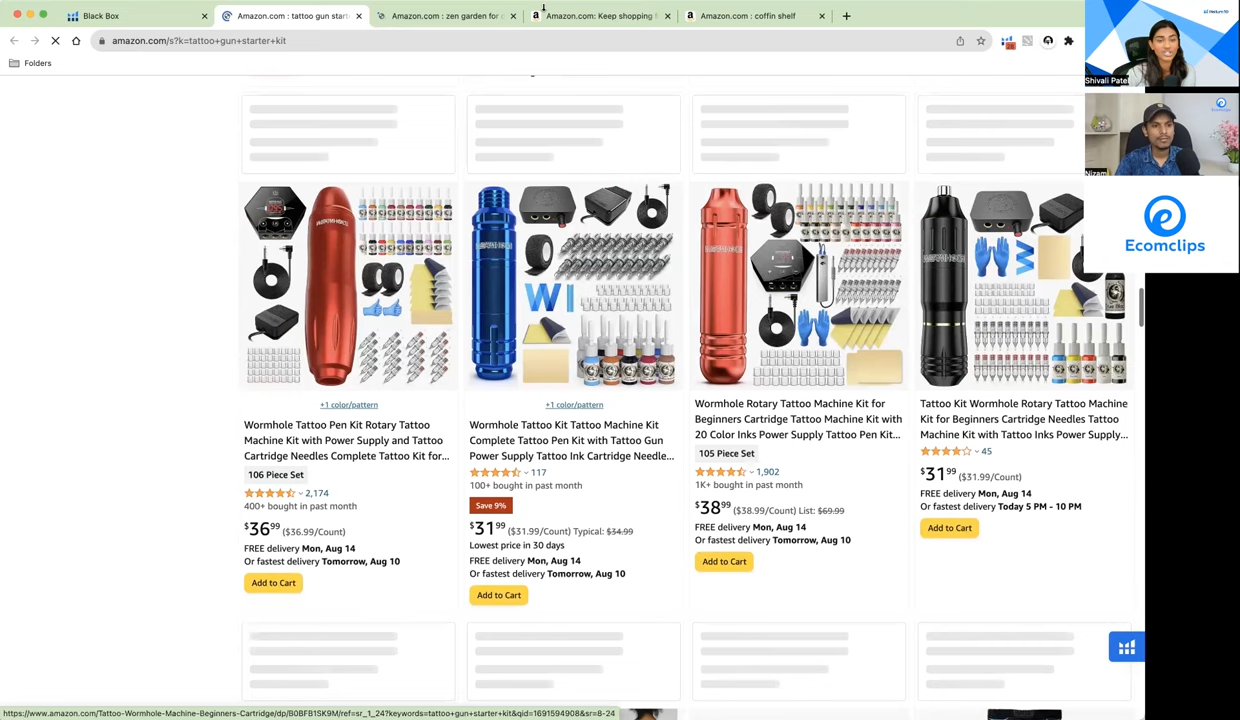 Black Box
Amazon.com : tattoo gun start
Amazon.com : zen garden for
Amazon.com: Keep shopping
Amazon.com : coffin shelf
amazon.com/s?k=tattoo+gun+starter+kit
Folders
Shivali Patel
Nizam
Ecomclips
+1 color/pattern
Wormhole Tattoo Pen Kit Rotary Tattoo
Machine Kit with Power Supply and Tattoo
Cartridge Needles Complete Tattoo Kit for...
106 Piece Set
2,174
400+ bought in past month
$36.99 ($36.99/Count)
FREE delivery Mon, Aug 14
Or fastest delivery Tomorrow, Aug 10
Add to Cart
+1 color/pattern
Wormhole Tattoo Kit Tattoo Machine Kit
Complete Tattoo Pen Kit with Tattoo Gun
Power Supply Tattoo Ink Cartridge Needle...
117
100+ bought in past month
Save 9%
$31.99 ($31.99/Count) Typical: $34.99
Lowest price in 30 days
FREE delivery Mon, Aug 14
Or fastest delivery Tomorrow, Aug 10
Add to Cart
Wormhole Rotary Tattoo Machine Kit for
Beginners Cartridge Tattoo Machine Kit with
20 Color Inks Power Supply Tattoo Pen Kit...
105 Piece Set
1,902
1K+ bought in past month
$38.99 ($38.99/Count) List: $69.99
FREE delivery Mon, Aug 14
Or fastest delivery Tomorrow, Aug 10
Add to Cart
Tattoo Kit Wormhole Rotary Tattoo Machine
Kit for Beginners Cartridge Needles Tattoo
Machine Kit with Tattoo Inks Power Supply...
45
$31.99 ($31.99/Count)
FREE delivery Mon, Aug 14
Or fastest delivery Today 5 PM - 10 PM
Add to Cart
https://www.amazon.com/Tattoo-Wormhole-Machine-Beginners-Cartridge/dp/B0BFB1SK9M/ref=sr_1_24?keywords=tattoo+gun+starter+kit&qid=1691594908&sr=8-24